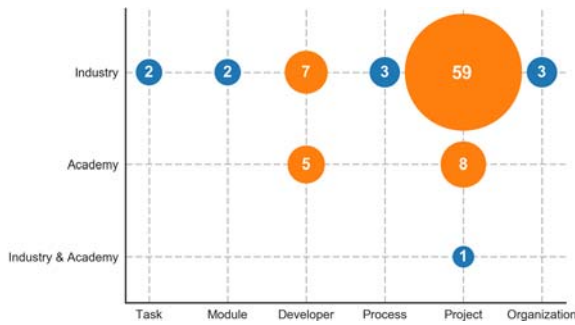 Industry 2 2 7 3 59 3
Academy 5 8
Industry & Academy 1
Task Module Developer Process Project Organization